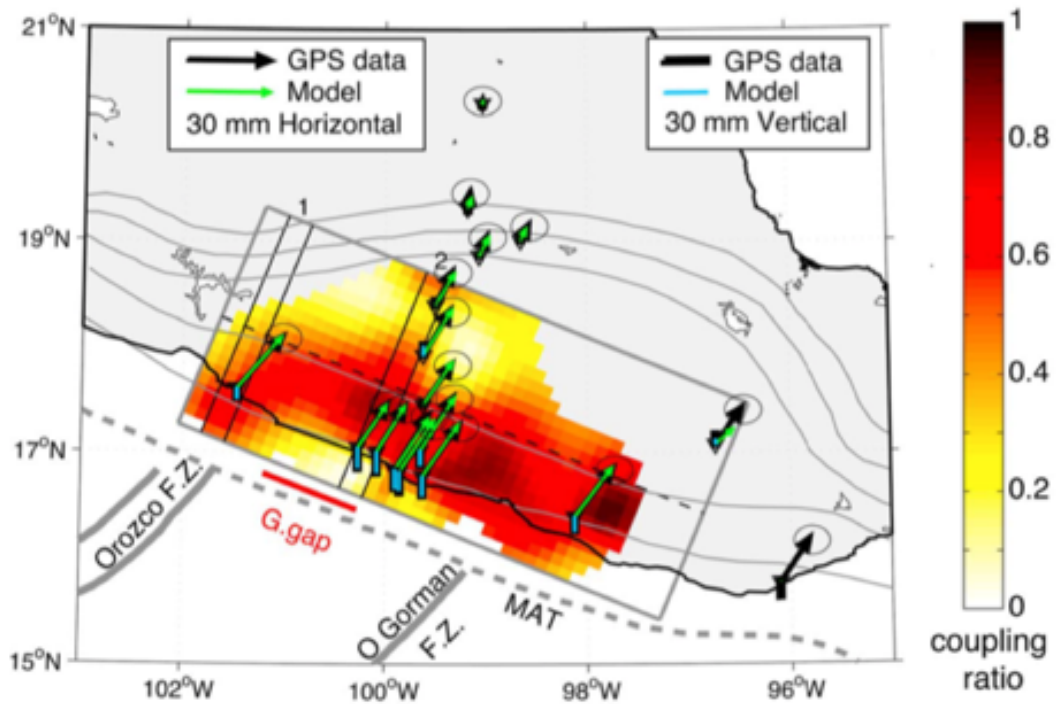 21°N
19°N
17°N
15°N
102°W
100°W
98°W
96°W
GPS data
Model
30 mm Horizontal
GPS data
Model
30 mm Vertical
1
2
Orozco F.Z.
G.gap
O Gorman
F.Z.
MAT
1
0.8
0.6
0.4
0.2
0
coupling
ratio